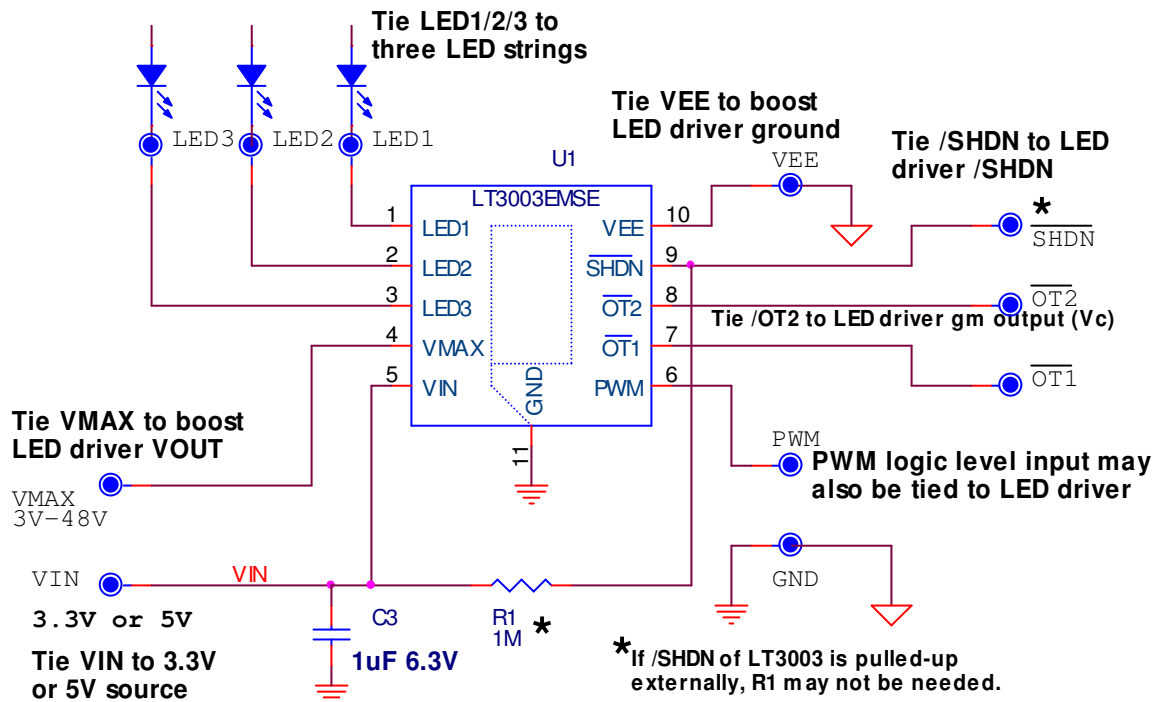 Tie LED1/2/3 to
three LED strings
LED3
LED2
LED1
Tie VEE to boost
LED driver ground
VEE
Tie /SHDN to LED
driver /SHDN
*
SHDN
U1
LT3003EMSE
1
LED1
2
LED2
3
LED3
4
VMAX
5
VIN
VEE
10
SHDN
9
OT2
8
OT1
7
PWM
6
GND
11
OT2
Tie /OT2 to LED driver gm output (Vc)
OT1
Tie VMAX to boost
LED driver VOUT
VMAX
3V-48V
PWM
PWM logic level input may
also be tied to LED driver
GND
VIN
VIN
3.3V or 5V
Tie VIN to 3.3V
or 5V source
C3
1uF 6.3V
R1
1M
*
*If /SHDN of LT3003 is pulled-up
externally, R1 may not be needed.